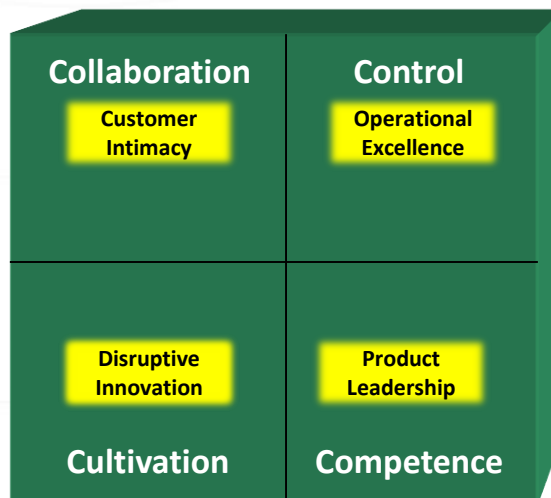 Collaboration
Customer
Intimacy
Control
Operational
Excellence
Disruptive
Innovation
Cultivation
Product
Leadership
Competence